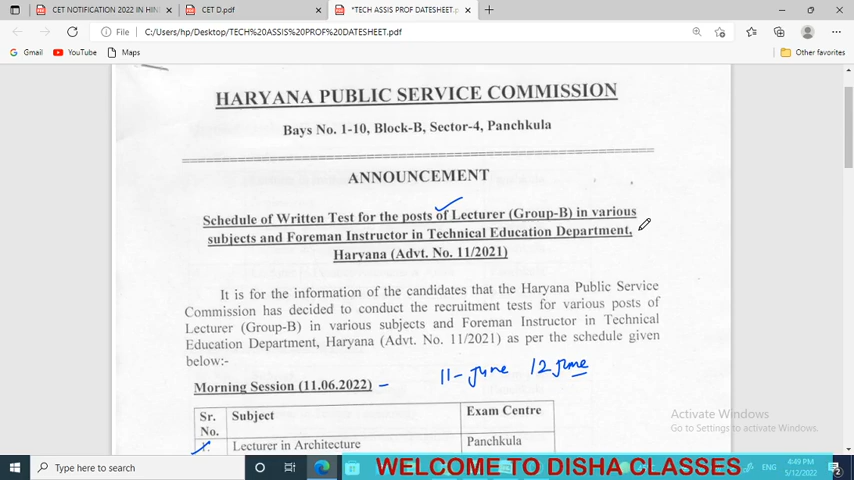 CET NOTIFICATION 2022 IN HIN
CET D.pdf
*TECH ASSIS PROF DATESHEET.p
File
C:/Users/hp/Desktop/TECH%20ASSIS%20PROF%20DATESHEET.pdf
Gmail
YouTube
Maps
Other favorites
HARYANA PUBLIC SERVICE COMMISSION
Bays No. 1-10, Block-B, Sector-4, Panchkula
ANNOUNCEMENT
Schedule of Written Test for the posts of Lecturer (Group-B) in various
subjects and Foreman Instructor in Technical Education Department,
Haryana (Advt. No. 11/2021)
It is for the information of the candidates that the Haryana Public Service
Commission has decided to conduct the recruitment tests for various posts of
Lecturer (Group-B) in various subjects and Foreman Instructor in Technical
Education Department, Haryana (Advt. No. 11/2021) as per the schedule given
below:-
11-June 12 June
Morning Session (11.06.2022)
Sr. No. Subject Exam Centre
1. Lecturer in Architecture Panchkula
Activate Windows
Go to Settings to activate Windows.
Type here to search
WELCOME TO DISHA CLASSES
ENG
4:49 PM
5/12/2022
2